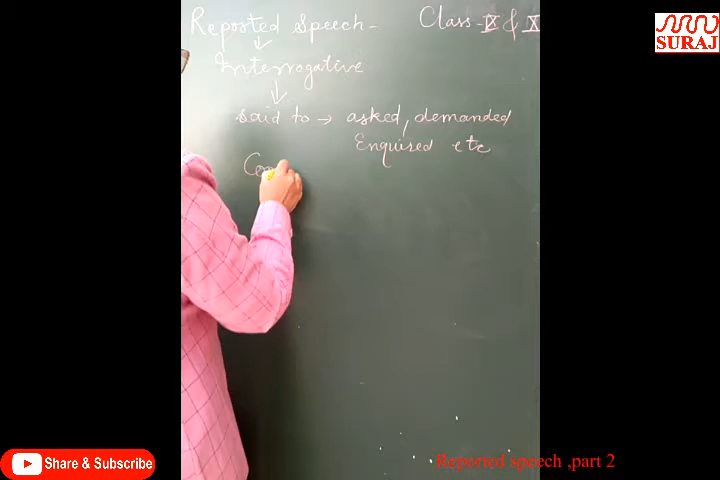 Reported Speech - Class - IX & X
Interrogative
said to → asked, demanded
Enquired etc
SURAJ
Share & Subscribe
Reported speech ,part 2